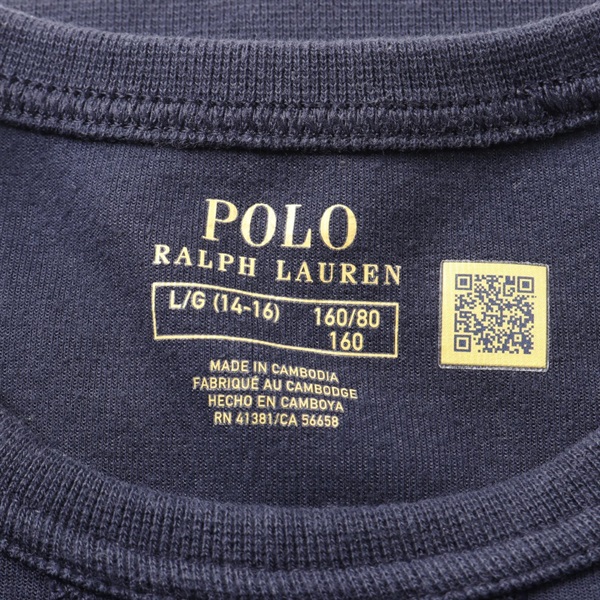 POLO
RALPH LAUREN
L/G (14-16) 160/80
160
MADE IN CAMBODIA
FABRIQUÉ AU CAMBODGE
HECHO EN CAMBOYA
RN 41381/CA 56658